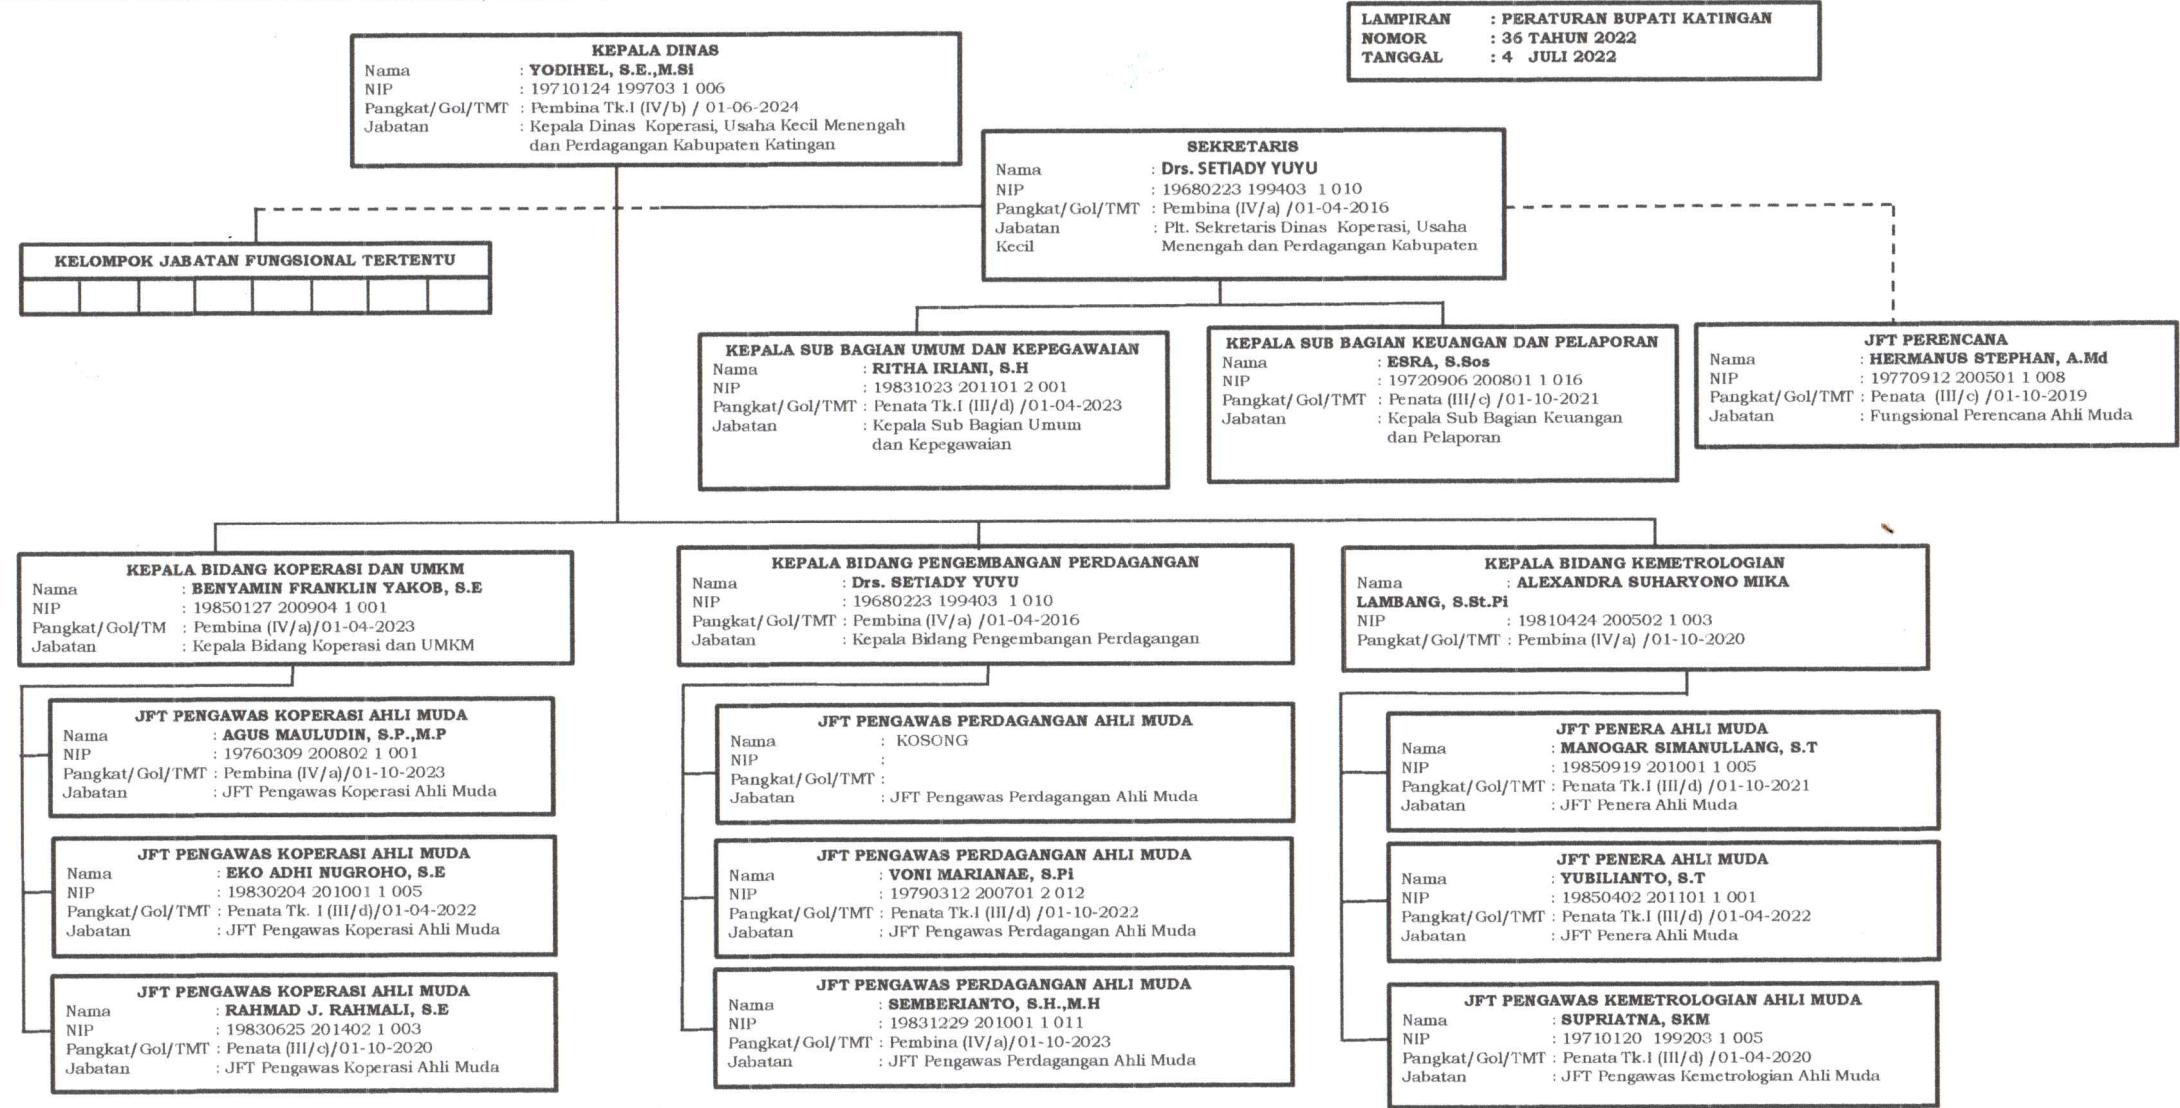 LAMPIRAN : PERATURAN BUPATI KATINGAN
NOMOR : 36 TAHUN 2022
TANGGAL : 4 JULI 2022
KEPALA DINAS
Nama : YODIHEL, S.E.,M.Si
NIP : 19710124 199703 1 006
Pangkat/Gol/TMT : Pembina Tk.I (IV/b) / 01-06-2024
Jabatan : Kepala Dinas Koperasi, Usaha Kecil Menengah
dan Perdagangan Kabupaten Katingan
SEKRETARIS
Nama : Drs. SETIADY YUYU
NIP : 19680223 199403 1 010
Pangkat/Gol/TMT : Pembina (IV/a) /01-04-2016
Jabatan : Plt. Sekretaris Dinas Koperasi, Usaha
Kecil Menengah dan Perdagangan Kabupaten
KELOMPOK JABATAN FUNGSIONAL TERTENTU
KEPALA SUB BAGIAN UMUM DAN KEPEGAWAIAN
Nama : RITHA IRIANI, S.H
NIP : 19831023 201101 2 001
Pangkat/Gol/TMT : Penata Tk.I (III/d) /01-04-2023
Jabatan : Kepala Sub Bagian Umum
dan Kepegawaian
KEPALA SUB BAGIAN KEUANGAN DAN PELAPORAN
Nama : ESRA, S.Sos
NIP : 19720906 200801 1 016
Pangkat/Gol/TMT : Penata (III/c) /01-10-2021
Jabatan : Kepala Sub Bagian Keuangan
dan Pelaporan
JFT PERENCANA
Nama : HERMANUS STEPHAN, A.Md
NIP : 19770912 200501 1 008
Pangkat/Gol/TMT : Penata (III/c) /01-10-2019
Jabatan : Fungsional Perencana Ahli Muda
KEPALA BIDANG KOPERASI DAN UMKM
Nama : BENYAMIN FRANKLIN YAKOB, S.E
NIP : 19850127 200904 1 001
Pangkat/Gol/TM : Pembina (IV/a)/01-04-2023
Jabatan : Kepala Bidang Koperasi dan UMKM
JFT PENGAWAS KOPERASI AHLI MUDA
Nama : AGUS MAULUDIN, S.P.,M.P
NIP : 19760309 200802 1 001
Pangkat/Gol/TMT : Pembina (IV/a)/01-10-2023
Jabatan : JFT Pengawas Koperasi Ahli Muda
JFT PENGAWAS KOPERASI AHLI MUDA
Nama : EKO ADHI NUGROHO, S.E
NIP : 19830204 201001 1 005
Pangkat/Gol/TMT : Penata Tk. I (III/d)/01-04-2022
Jabatan : JFT Pengawas Koperasi Ahli Muda
JFT PENGAWAS KOPERASI AHLI MUDA
Nama : RAHMAD J. RAHMALI, S.E
NIP : 19830625 201402 1 003
Pangkat/Gol/TMT : Penata (III/c)/01-10-2020
Jabatan : JFT Pengawas Koperasi Ahli Muda
KEPALA BIDANG PENGEMBANGAN PERDAGANGAN
Nama : Drs. SETIADY YUYU
NIP : 19680223 199403 1 010
Pangkat/Gol/TMT : Pembina (IV/a) /01-04-2016
Jabatan : Kepala Bidang Pengembangan Perdagangan
JFT PENGAWAS PERDAGANGAN AHLI MUDA
Nama : KOSONG
NIP :
Pangkat/Gol/TMT :
Jabatan : JFT Pengawas Perdagangan Ahli Muda
JFT PENGAWAS PERDAGANGAN AHLI MUDA
Nama : VONI MARIANAE, S.Pi
NIP : 19790312 200701 2 012
Pangkat/Gol/TMT : Penata Tk.I (III/d) /01-10-2022
Jabatan : JFT Pengawas Perdagangan Ahli Muda
JFT PENGAWAS PERDAGANGAN AHLI MUDA
Nama : SEMBERIANTO, S.H.,M.H
NIP : 19831229 201001 1 011
Pangkat/Gol/TMT : Pembina (IV/a)/01-10-2023
Jabatan : JFT Pengawas Perdagangan Ahli Muda
KEPALA BIDANG KEMETROLOGIAN
Nama : ALEXANDRA SUHARYONO MIKA
LAMBANG, S.St.Pi
NIP : 19810424 200502 1 003
Pangkat/Gol/TMT : Pembina (IV/a) /01-10-2020
JFT PENERA AHLI MUDA
Nama : MANOGAR SIMANULLANG, S.T
NIP : 19850919 201001 1 005
Pangkat/Gol/TMT : Penata Tk.I (III/d) /01-10-2021
Jabatan : JFT Penera Ahli Muda
JFT PENERA AHLI MUDA
Nama : YUBILIANTO, S.T
NIP : 19850402 201101 1 001
Pangkat/Gol/TMT : Penata Tk.I (III/d) /01-04-2022
Jabatan : JFT Penera Ahli Muda
JFT PENGAWAS KEMETROLOGIAN AHLI MUDA
Nama : SUPRIATNA, SKM
NIP : 19710120 199203 1 005
Pangkat/Gol/TMT : Penata Tk.I (III/d) /01-04-2020
Jabatan : JFT Pengawas Kemetrologian Ahli Muda